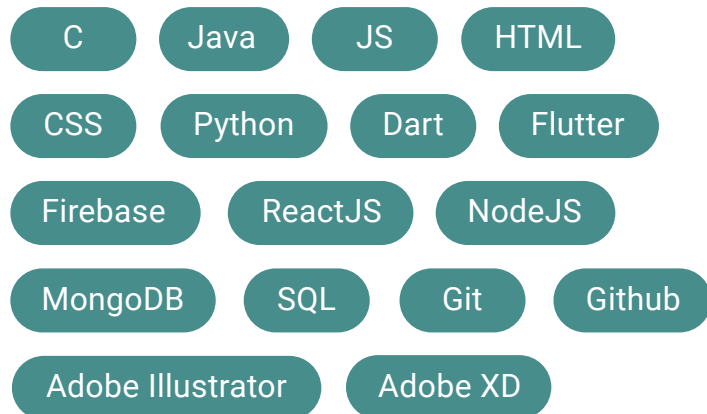 C Java JS HTML
CSS Python Dart Flutter
Firebase ReactJS NodeJS
MongoDB SQL Git Github
Adobe Illustrator Adobe XD